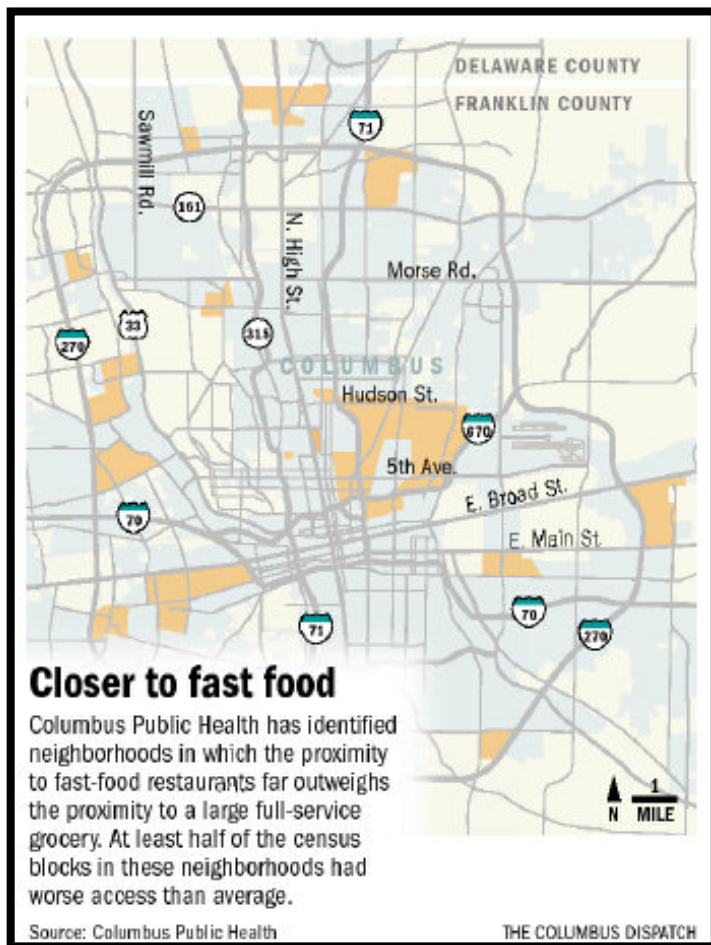 DELAWARE COUNTY
FRANKLIN COUNTY
71
Sawmill Rd.
161
N. High St.
Morse Rd.
33
270
315
COLUMBUS
Hudson St.
670
5th Ave.
E. Broad St.
70
E. Main St
70
71
270
Closer to fast food
Columbus Public Health has identified
neighborhoods in which the proximity
to fast-food restaurants far outweighs
the proximity to a large full-service
grocery. At least half of the census
blocks in these neighborhoods had
worse access than average.
1
N MILE
Source: Columbus Public Health
THE COLUMBUS DISPATCH